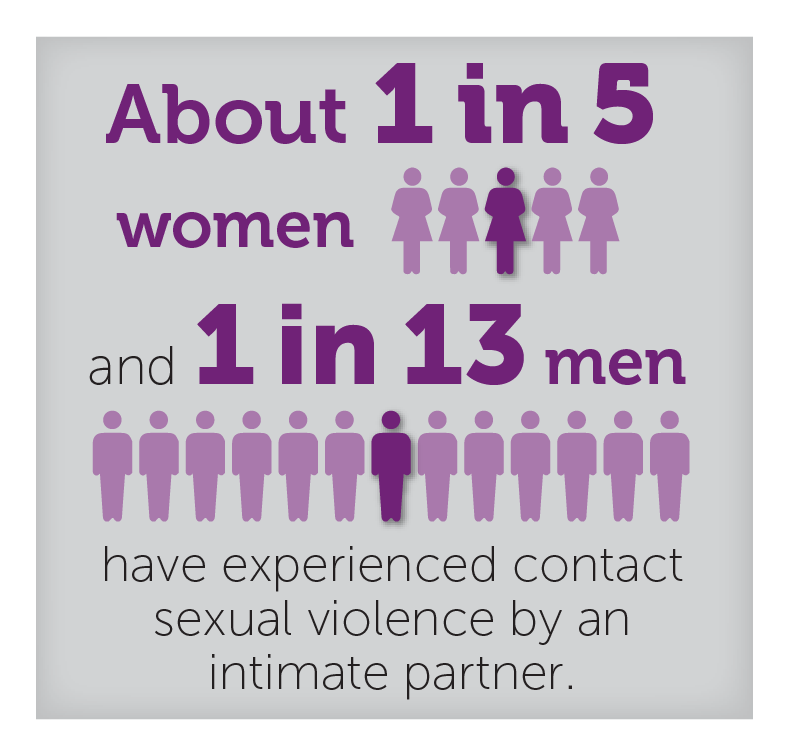 About 1 in 5
women
and 1 in 13 men
have experienced contact
sexual violence by an
intimate partner.